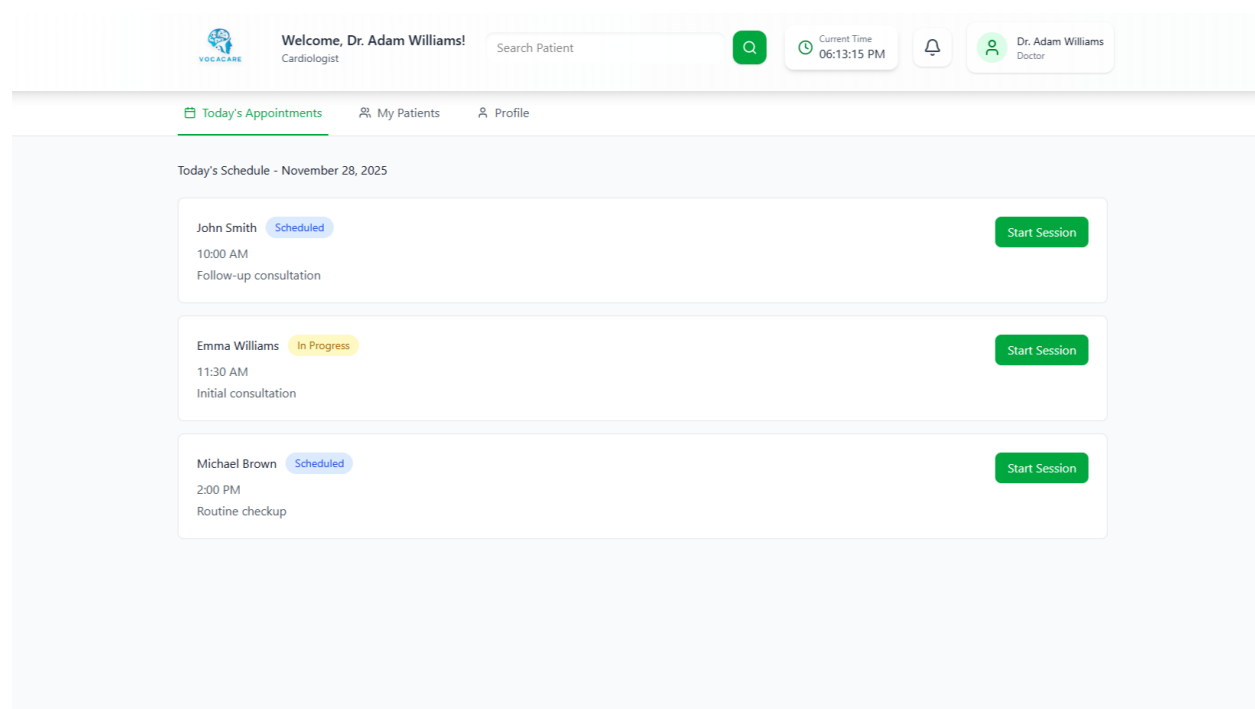 VOCACARE
Welcome, Dr. Adam Williams!
Cardiologist
Search Patient
Current Time
06:13:15 PM
Dr. Adam Williams
Doctor
Today's Appointments
My Patients
Profile
Today's Schedule - November 28, 2025
John Smith Scheduled
Start Session
10:00 AM
Follow-up consultation
Emma Williams In Progress
Start Session
11:30 AM
Initial consultation
Michael Brown Scheduled
Start Session
2:00 PM
Routine checkup